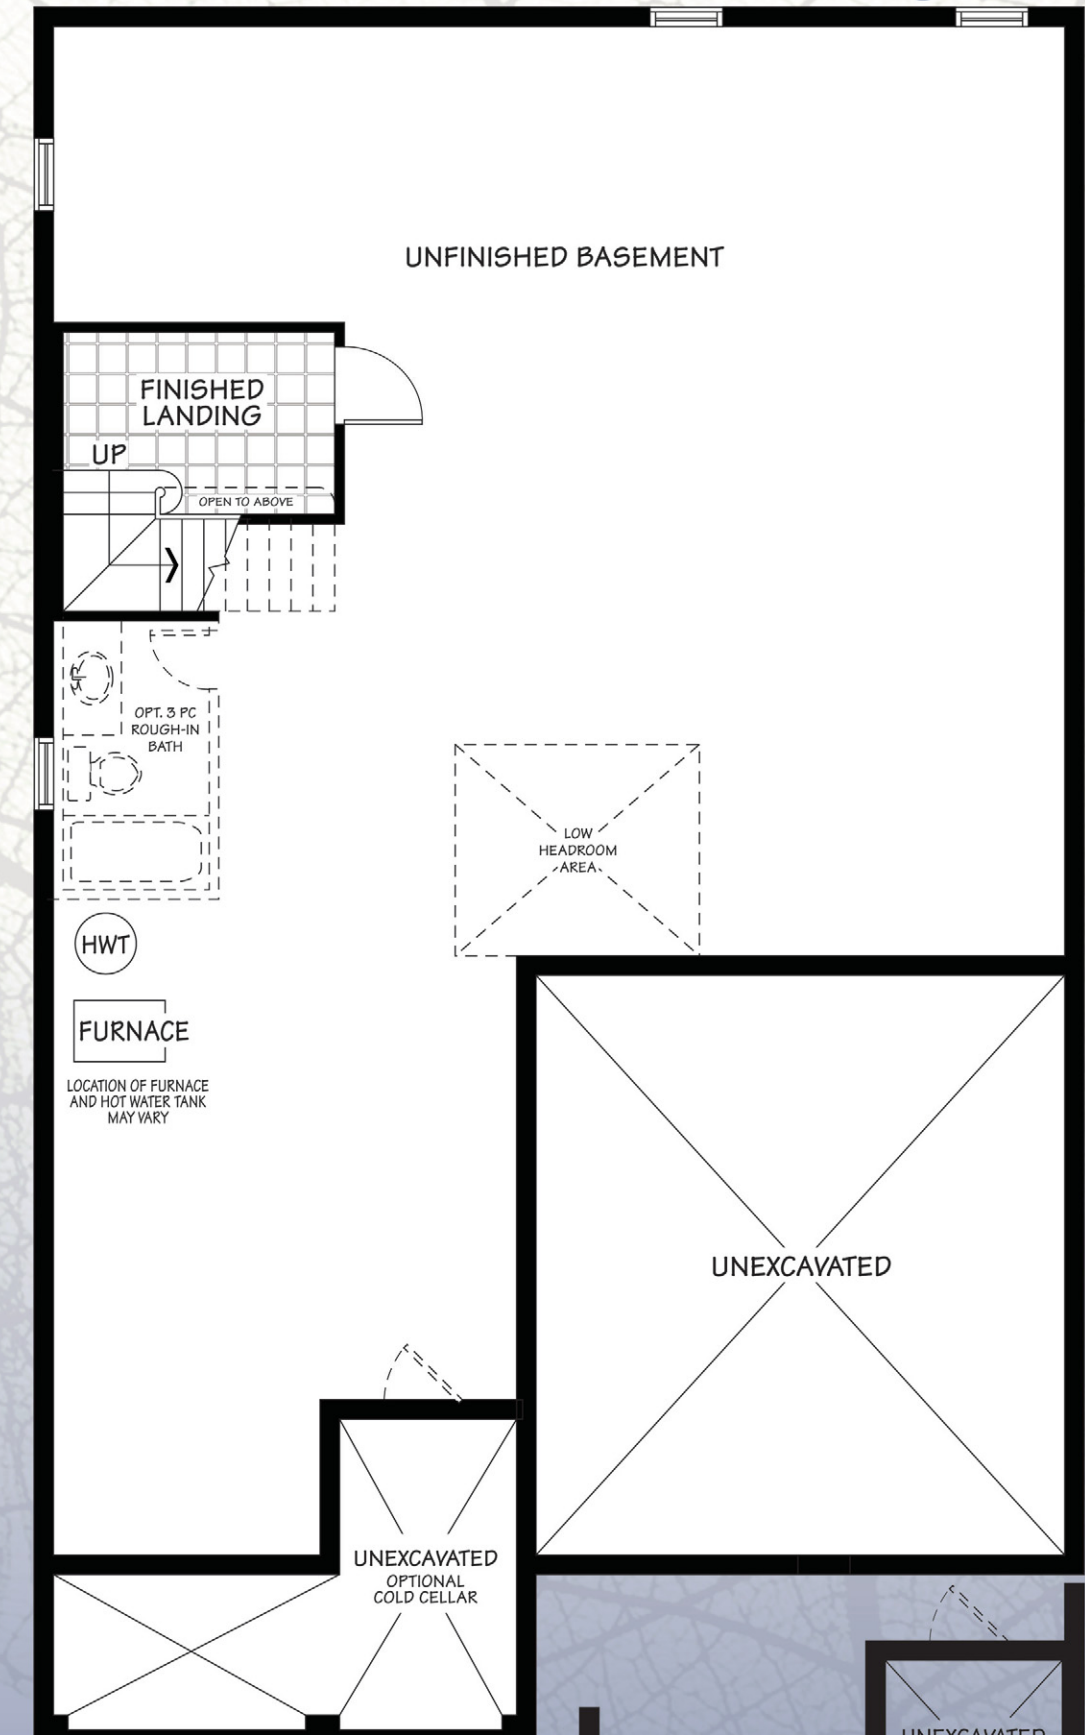 UNFINISHED BASEMENT
FINISHED
LANDING
UP
OPEN TO ABOVE
OPT. 3 PC
ROUGH-IN
BATH
LOW
HEADROOM
AREA
HWT
FURNACE
LOCATION OF FURNACE
AND HOT WATER TANK
MAY VARY
UNEXCAVATED
UNEXCAVATED
OPTIONAL
COLD CELLAR
UNEXCAVATED